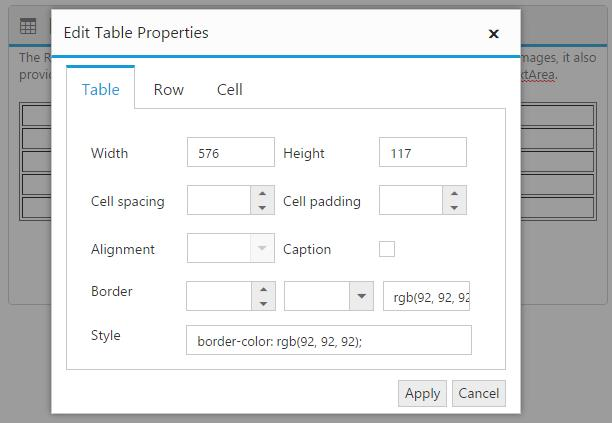 Edit Table Properties ×
The R mages, it also
provi xtArea.
Table Row Cell
Width 576 Height 117
Cell spacing Cell padding
Alignment Caption
Border rgb(92, 92, 92
Style border-color: rgb(92, 92, 92);
Apply Cancel